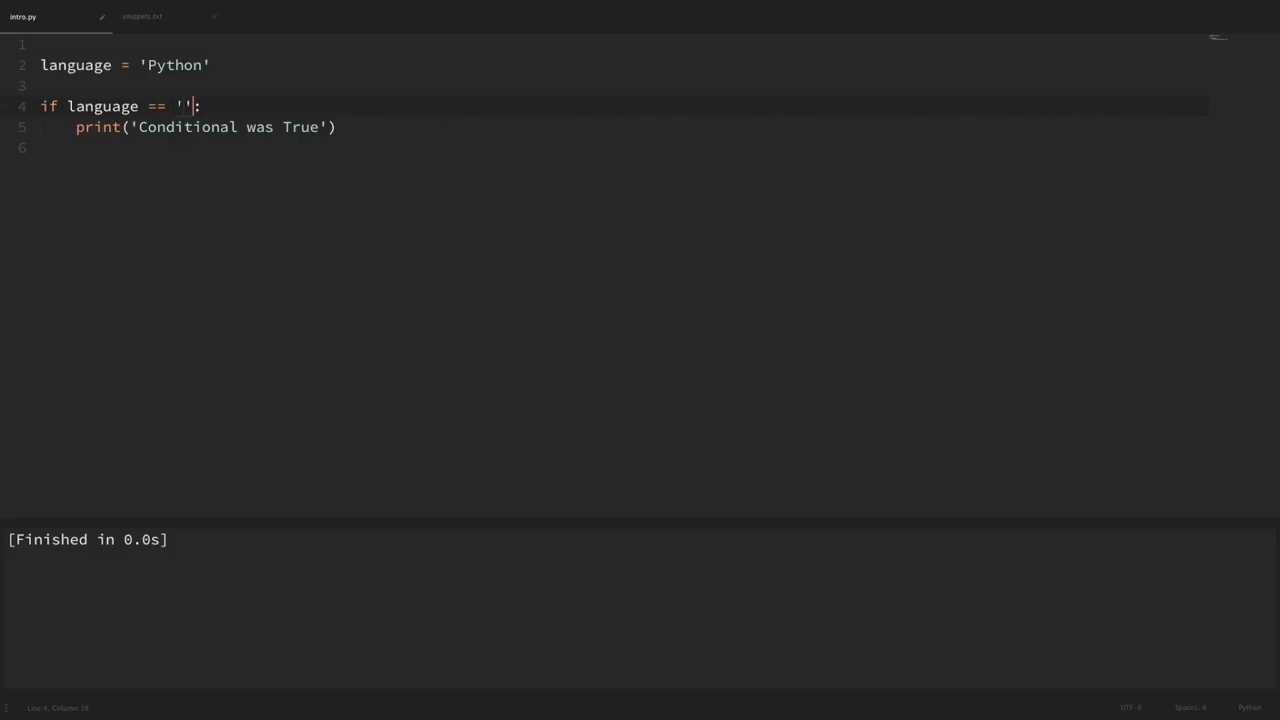 intro.py
snippets.txt
1
2 language = 'Python'
3
4 if language == '':
5     print('Conditional was True')
6
[Finished in 0.0s]
Line 4, Column 16
UTF-8
Spaces: 4
Python